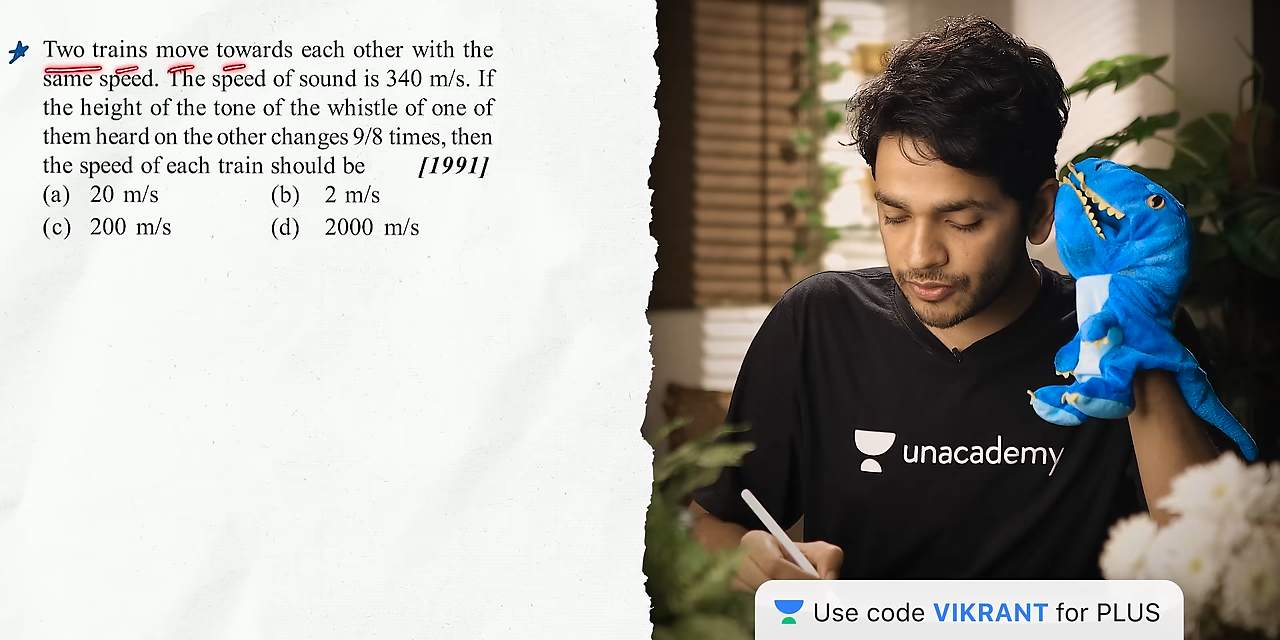 Two trains move towards each other with the
same speed. The speed of sound is 340 m/s. If
the height of the tone of the whistle of one of
them heard on the other changes 9/8 times, then
the speed of each train should be [1991]
(a) 20 m/s (b) 2 m/s
(c) 200 m/s (d) 2000 m/s
unacademy
Use code VIKRANT for PLUS